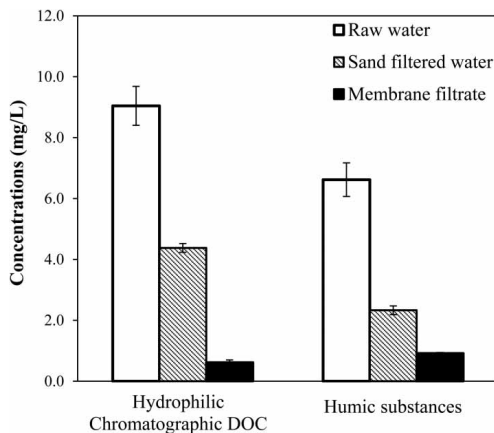 12.0
10.0
8.0
6.0
4.0
2.0
0.0
Concentrations (mg/L)
Raw water
Sand filtered water
Membrane filtrate
Hydrophilic
Chromatographic DOC
Humic substances